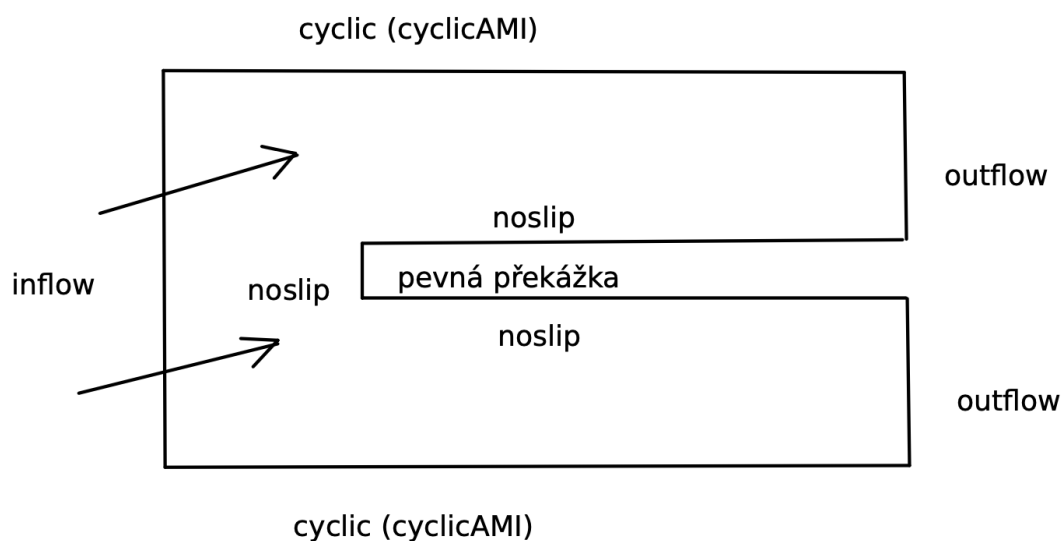 cyclic (cyclicAMI)
outflow
noslip
inflow
noslip
pevná překážka
noslip
outflow
cyclic (cyclicAMI)